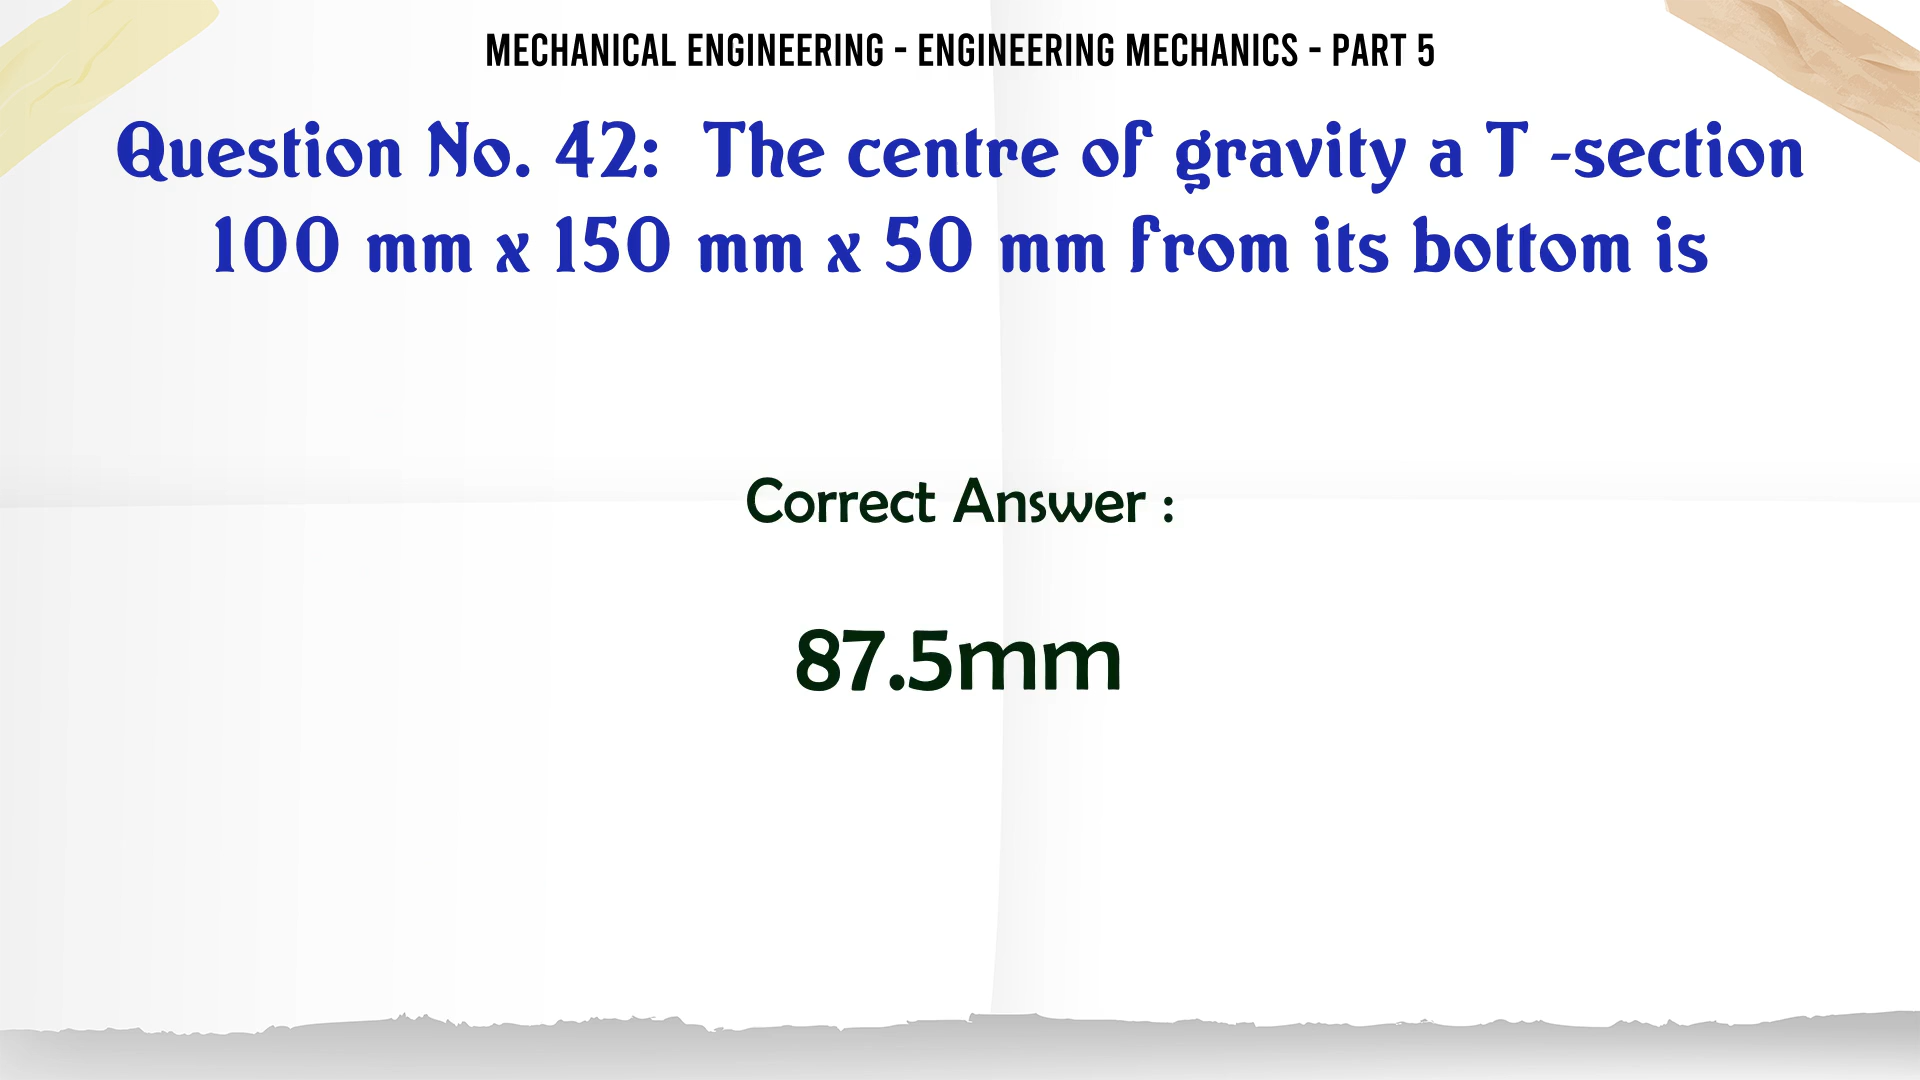 MECHANICAL ENGINEERING - ENGINEERING MECHANICS - PART 5
Question No. 42:  The centre of gravity a T -section
100 mm x 150 mm x 50 mm from its bottom is
Correct Answer :
87.5mm